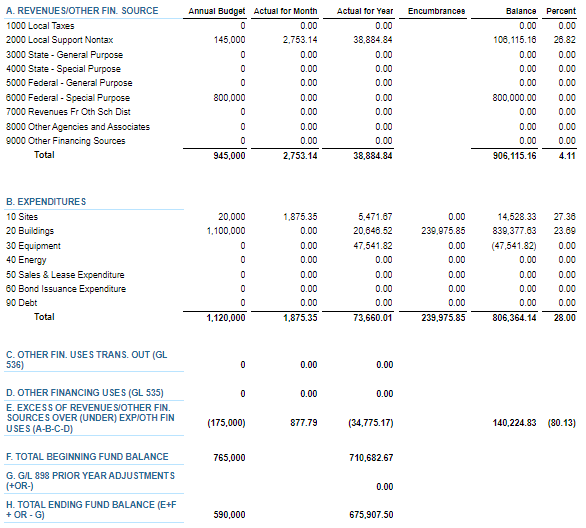 A. REVENUES/OTHER FIN. SOURCE Annual Budget Actual for Month Actual for Year Encumbrances Balance Percent
1000 Local Taxes 0 0.00 0.00 0.00 0.00
2000 Local Support Nontax 145,000 2,753.14 38,884.84 106,115.16 26.82
3000 State - General Purpose 0 0.00 0.00 0.00 0.00
4000 State - Special Purpose 0 0.00 0.00 0.00 0.00
5000 Federal - General Purpose 0 0.00 0.00 0.00 0.00
6000 Federal - Special Purpose 800,000 0.00 0.00 800,000.00 0.00
7000 Revenues Fr Oth Sch Dist 0 0.00 0.00 0.00 0.00
8000 Other Agencies and Associates 0 0.00 0.00 0.00 0.00
9000 Other Financing Sources 0 0.00 0.00 0.00 0.00
Total 945,000 2,753.14 38,884.84 906,115.16 4.11
B. EXPENDITURES
10 Sites 20,000 1,875.35 5,471.67 0.00 14,528.33 27.36
20 Buildings 1,100,000 0.00 20,646.52 239,975.85 839,377.63 23.69
30 Equipment 0 0.00 47,541.82 0.00 (47,541.82) 0.00
40 Energy 0 0.00 0.00 0.00 0.00 0.00
50 Sales & Lease Expenditure 0 0.00 0.00 0.00 0.00 0.00
60 Bond Issuance Expenditure 0 0.00 0.00 0.00 0.00 0.00
90 Debt 0 0.00 0.00 0.00 0.00 0.00
Total 1,120,000 1,875.35 73,660.01 239,975.85 806,364.14 28.00
C. OTHER FIN. USES TRANS. OUT (GL
536) 0 0.00 0.00
D. OTHER FINANCING USES (GL 535) 0 0.00 0.00
E. EXCESS OF REVENUES/OTHER FIN.
SOURCES OVER (UNDER) EXP/OTH FIN
USES (A-B-C-D) (175,000) 877.79 (34,775.17) 140,224.83 (80.13)
F. TOTAL BEGINNING FUND BALANCE 765,000 710,682.67
G. G/L 898 PRIOR YEAR ADJUSTMENTS
(+OR-) 0.00
H. TOTAL ENDING FUND BALANCE (E+F
+ OR - G) 590,000 675,907.50